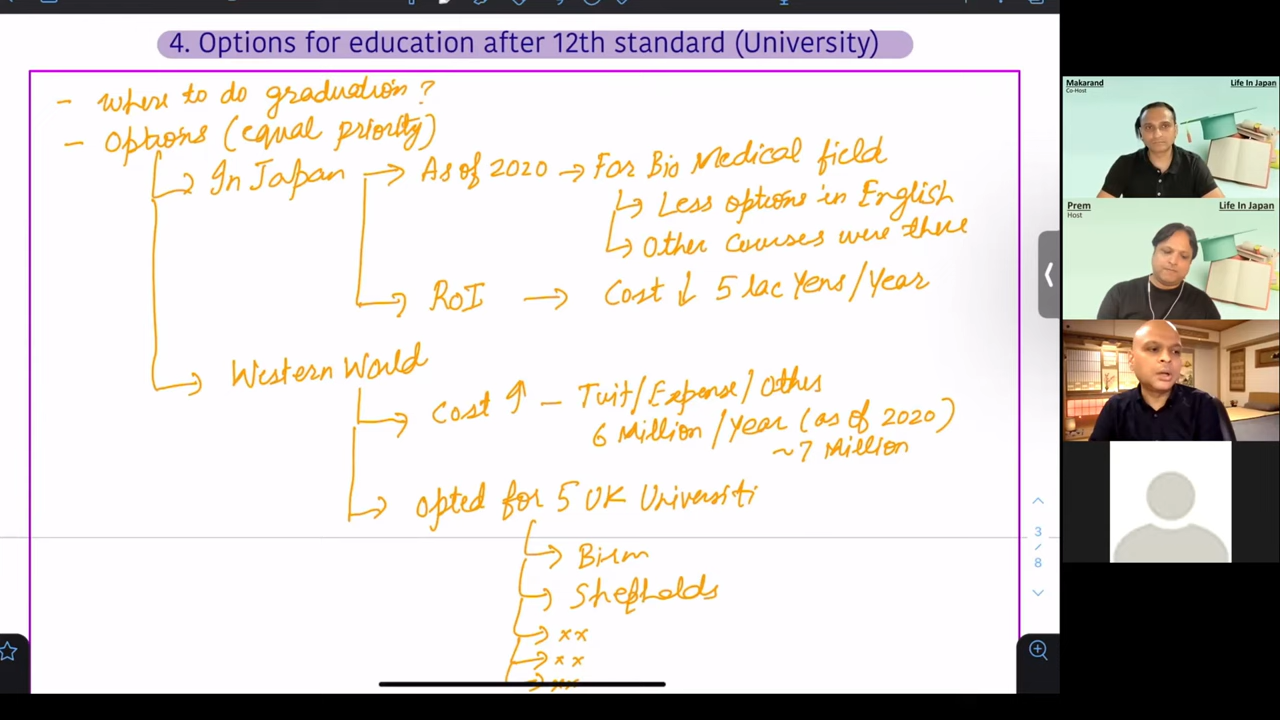 4. Options for education after 12th standard (University)
- Where to do graduation?
- Options (equal priority)
In Japan → As of 2020 → For Bio Medical field
Less options in English
Other courses were there
RoI → Cost ↓ 5 lac Yens/Year
Western World
Cost ↑ - Tuit/Expense/Other
6 Million/Year (as of 2020)
~7 Million
Opted for 5 UK Universiti
Birm
Shefholds
xx
xx
xx
Makarand
Co-Host
Life In Japan
Prem
Host
Life In Japan
3
/
8